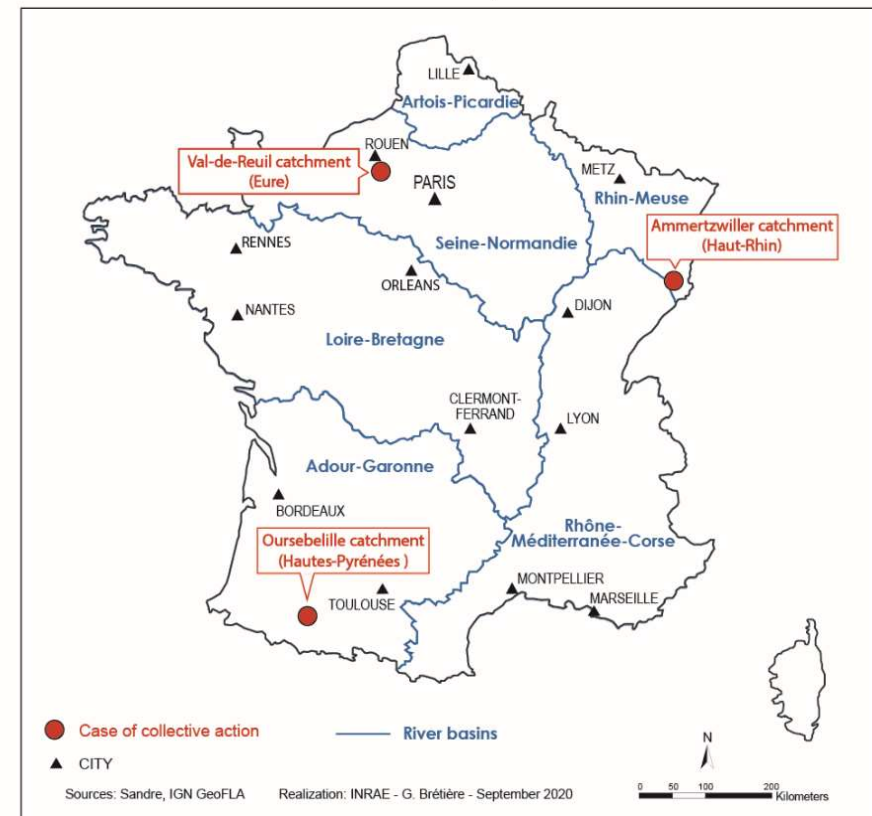 LILLE
Artois-Picardie
ROUEN
Val-de-Reuil catchment
(Eure)
PARIS
METZ
Rhin-Meuse
Ammertzwiller catchment
(Haut-Rhin)
RENNES
Seine-Normandie
ORLEANS
NANTES
DIJON
Loire-Bretagne
CLERMONT-
FERRAND
LYON
Adour-Garonne
BORDEAUX
Oursebelille catchment
(Hautes-Pyrénées )
Rhône-
Méditerranée-Corse
TOULOUSE
MONTPELLIER
MARSEILLE
Case of collective action
River basins
CITY
N
Sources: Sandre, IGN GeoFLA
Realization: INRAE - G. Brétière - September 2020
0 50 100 200
Kilometers